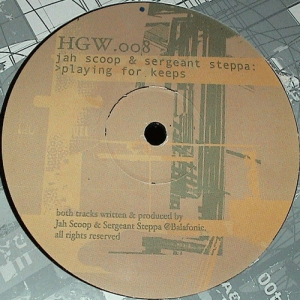 HGW.008
jah scoop & sergeant steppa:
>playing for keeps
both tracks written & produced by
Jah Scoop & Sergeant Steppa @Balafonic.
all rights reserved